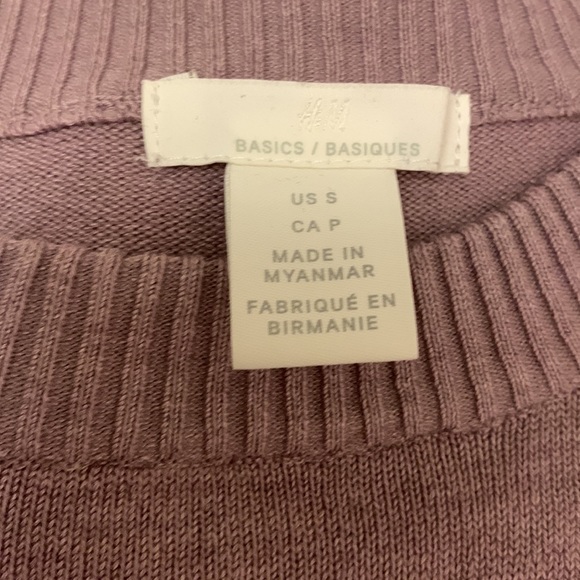 H&M
BASICS / BASIQUES
US S
CA P
MADE IN
MYANMAR
FABRIQUÉ EN
BIRMANIE